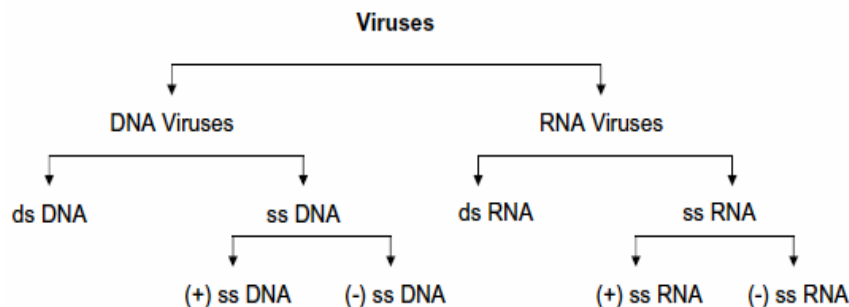 Viruses
DNA Viruses RNA Viruses
ds DNA ss DNA ds RNA ss RNA
(+) ss DNA (-) ss DNA (+) ss RNA (-) ss RNA